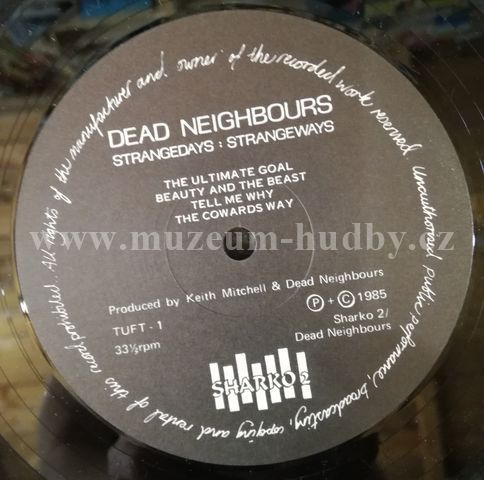 DEAD NEIGHBOURS
STRANGEDAYS : STRANGEWAYS
THE ULTIMATE GOAL
BEAUTY AND THE BEAST
TELL ME WHY
THE COWARDS WAY
www.muzeum-hudby.cz
Produced by Keith Mitchell & Dead Neighbours
TUFT - 1
33⅓rpm
Ⓟ + © 1985
Sharko 2/
Dead Neighbours
SHARKO 2
All rights of the manufacturer and owner of the recorded work reserved. Unauthorised public performance, broadcasting, copying and rental of this record prohibited.